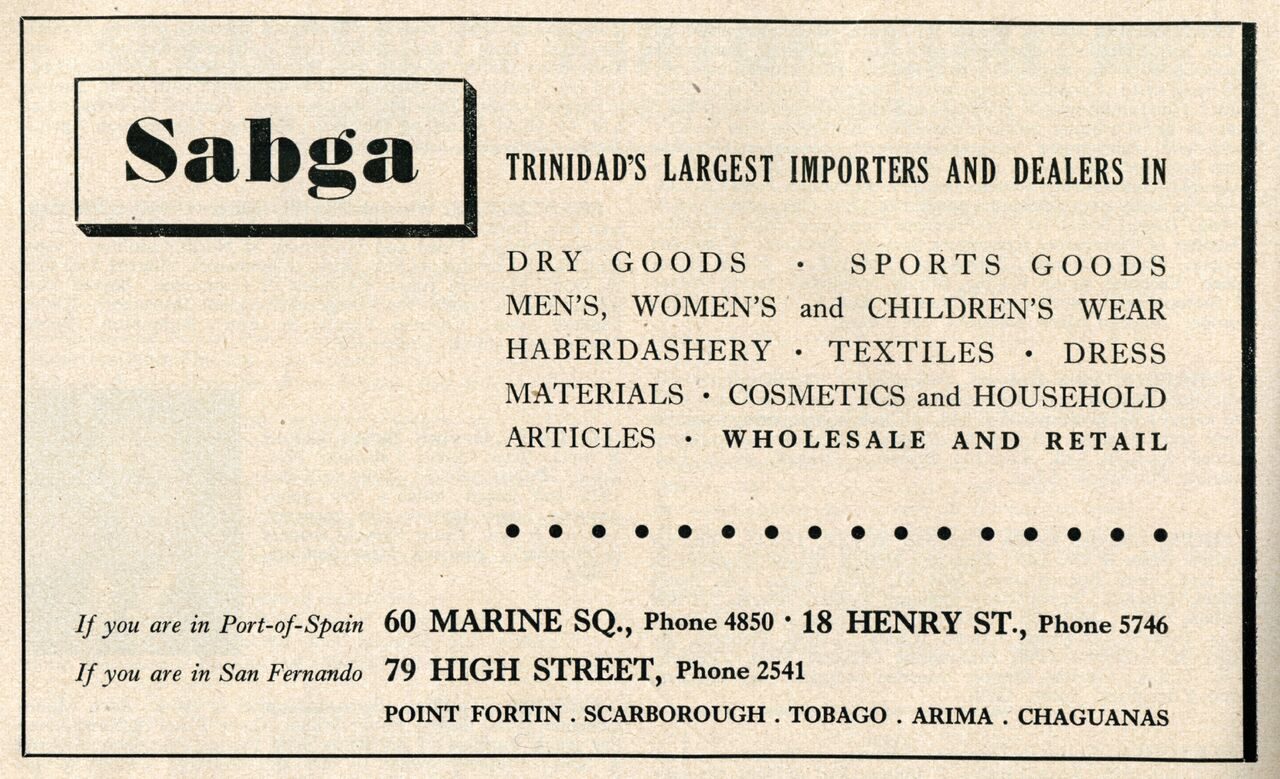 Sabga
TRINIDAD'S LARGEST IMPORTERS AND DEALERS IN
DRY GOODS · SPORTS GOODS
MEN'S, WOMEN'S and CHILDREN'S WEAR
HABERDASHERY · TEXTILES · DRESS
MATERIALS · COSMETICS and HOUSEHOLD
ARTICLES · WHOLESALE AND RETAIL
If you are in Port-of-Spain 60 MARINE SQ., Phone 4850 · 18 HENRY ST., Phone 5746
If you are in San Fernando 79 HIGH STREET, Phone 2541
POINT FORTIN . SCARBOROUGH . TOBAGO . ARIMA . CHAGUANAS